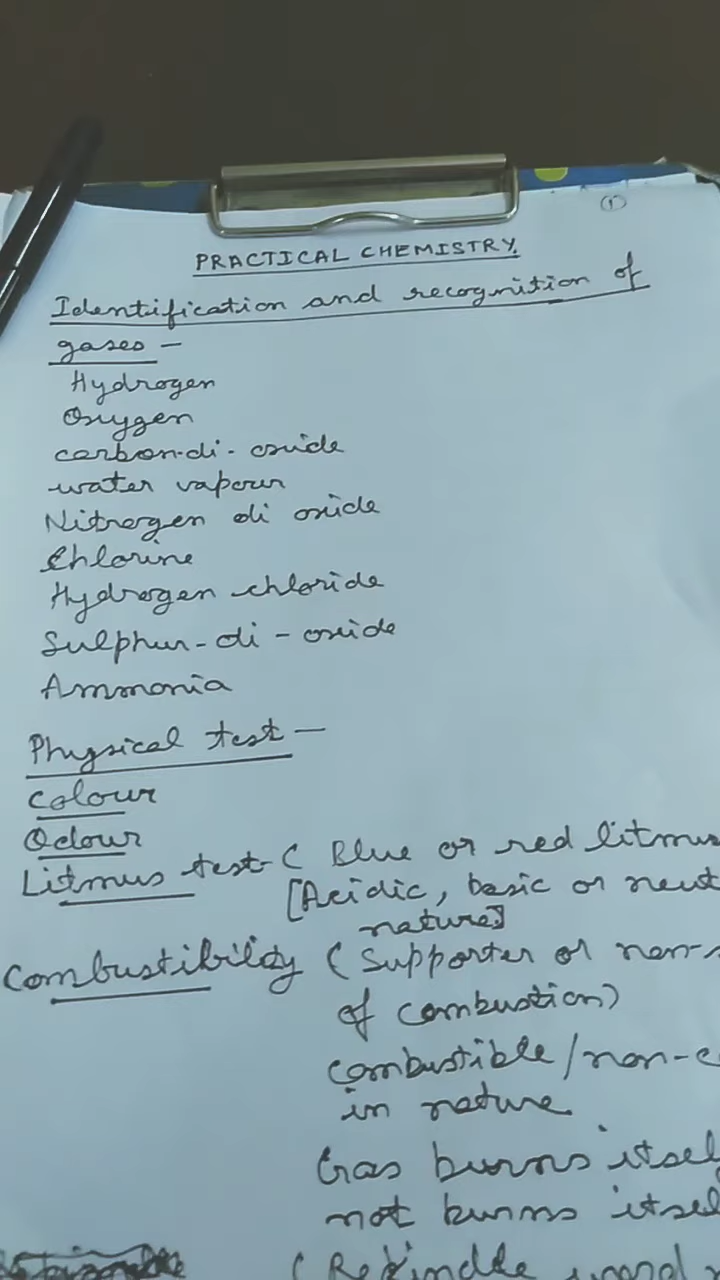 ①
PRACTICAL CHEMISTRY.
Identification and recognition of
gases -
Hydrogen
Oxygen
carbon-di-oxide
water vapour
Nitrogen di oxide
Chlorine
Hydrogen chloride
Sulphur-di-oxide
Ammonia
Physical test -
Colour
Odour
Litmus test- ( Blue or red litmus
[Acidic, basic or neut
nature]
Combustibility (Supporter or non-
of combustion)
combustible/non-c
in nature
Gas burns itsel
not burns itsel
(Rekindle